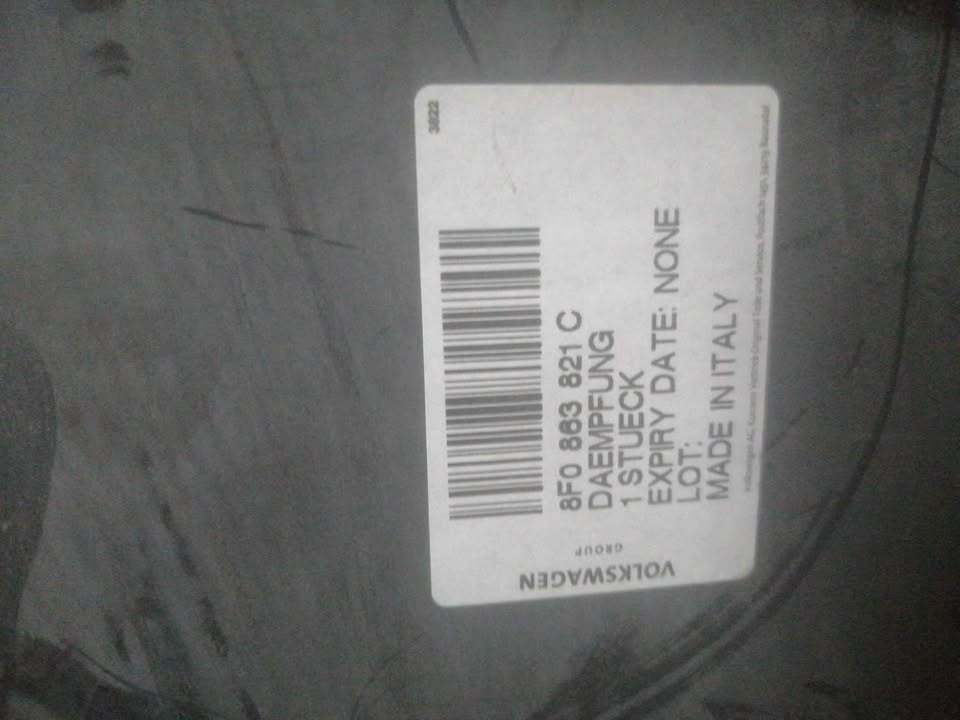 3822
8F0 863 821 C
DAEMPFUNG
1 STUECK
EXPIRY DATE: NONE
LOT:
MADE IN ITALY
VOLKSWAGEN
GROUP